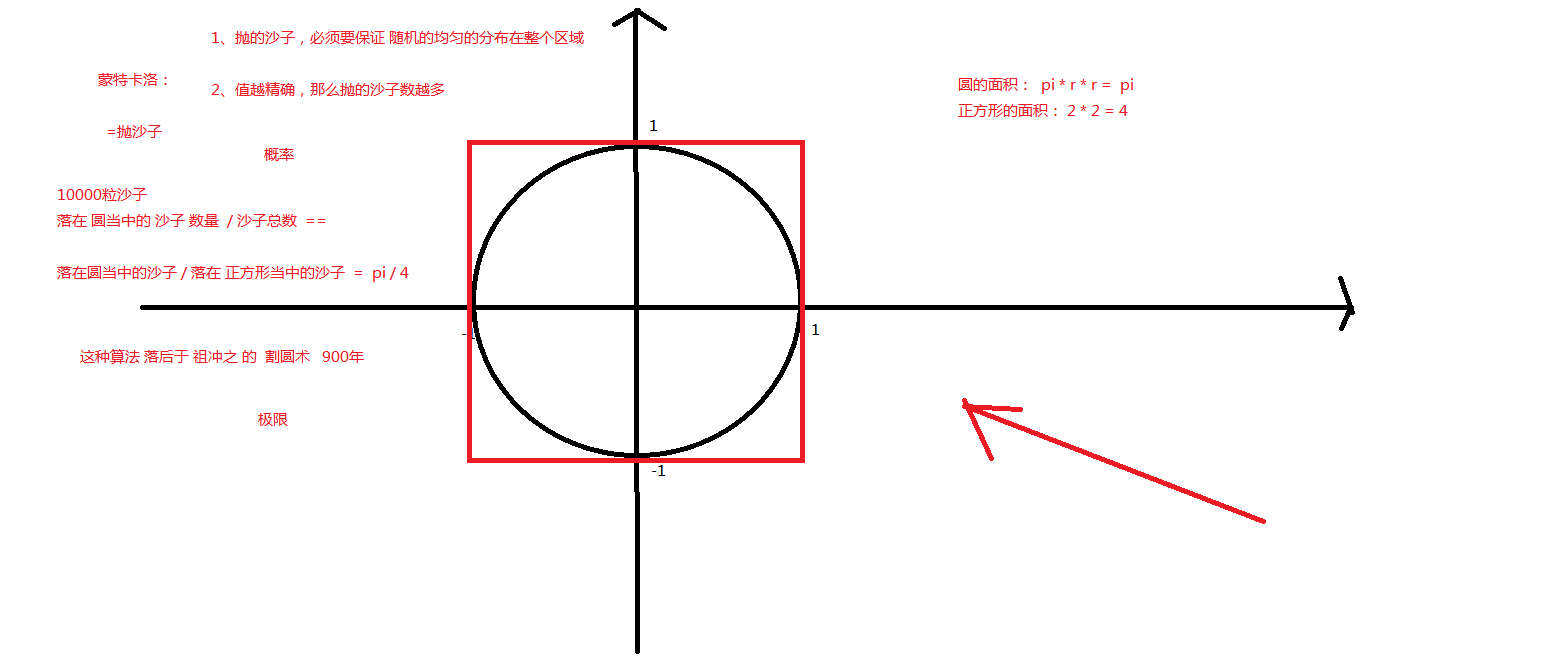 1、抛的沙子，必须要保证 随机的均匀的分布在整个区域
蒙特卡洛：
2、值越精确，那么抛的沙子数越多
=抛沙子
概率
10000粒沙子
落在 圆当中的 沙子 数量 / 沙子总数 ==
落在圆当中的沙子 / 落在 正方形当中的沙子 = pi / 4
这种算法 落后于 祖冲之 的 割圆术 900年
极限
圆的面积： pi * r * r = pi
正方形的面积： 2 * 2 = 4
1
1
-1